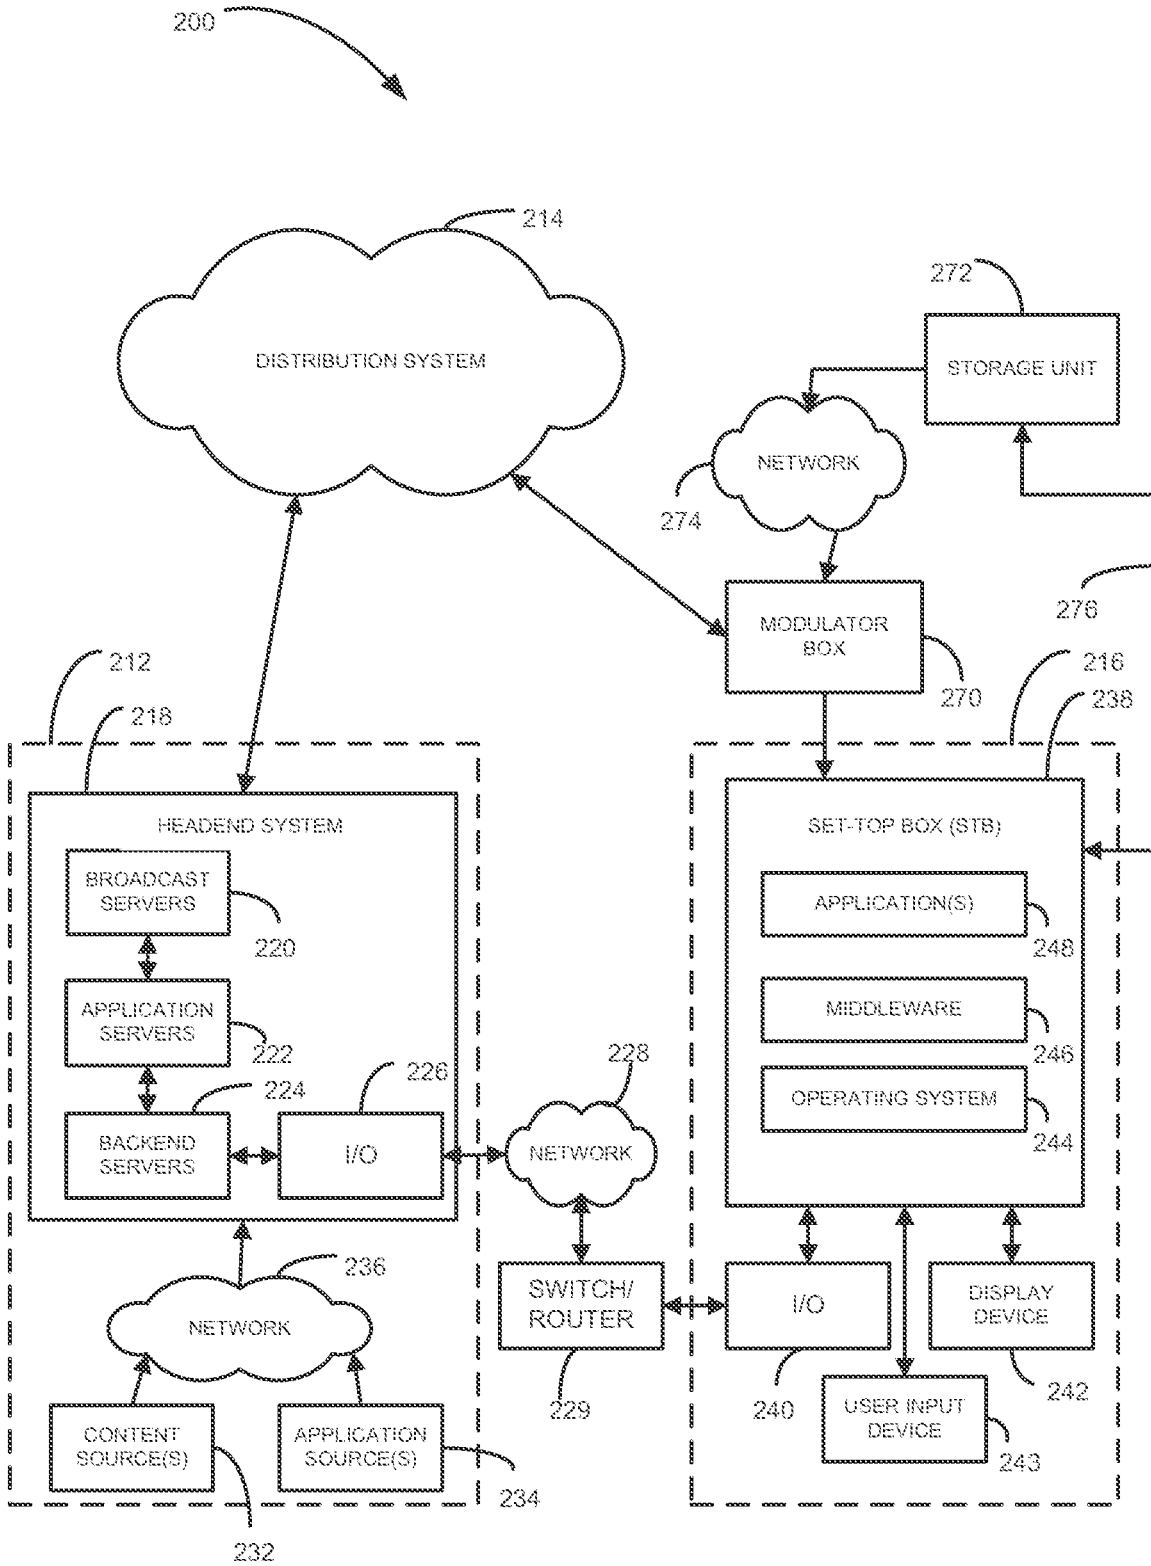 200
214
DISTRIBUTION SYSTEM
272
STORAGE UNIT
NETWORK
274
276
MODULATOR
BOX
270
212
218
216
238
HEADEND SYSTEM
BROADCAST
SERVERS
220
APPLICATION
SERVERS
222
224
226
BACKEND
SERVERS
I/O
228
NETWORK
SET-TOP BOX (STB)
APPLICATION(S)
248
MIDDLEWARE
246
OPERATING SYSTEM
244
236
NETWORK
SWITCH/
ROUTER
229
I/O
240
DISPLAY
DEVICE
242
USER INPUT
DEVICE
243
CONTENT
SOURCE(S)
232
APPLICATION
SOURCE(S)
234